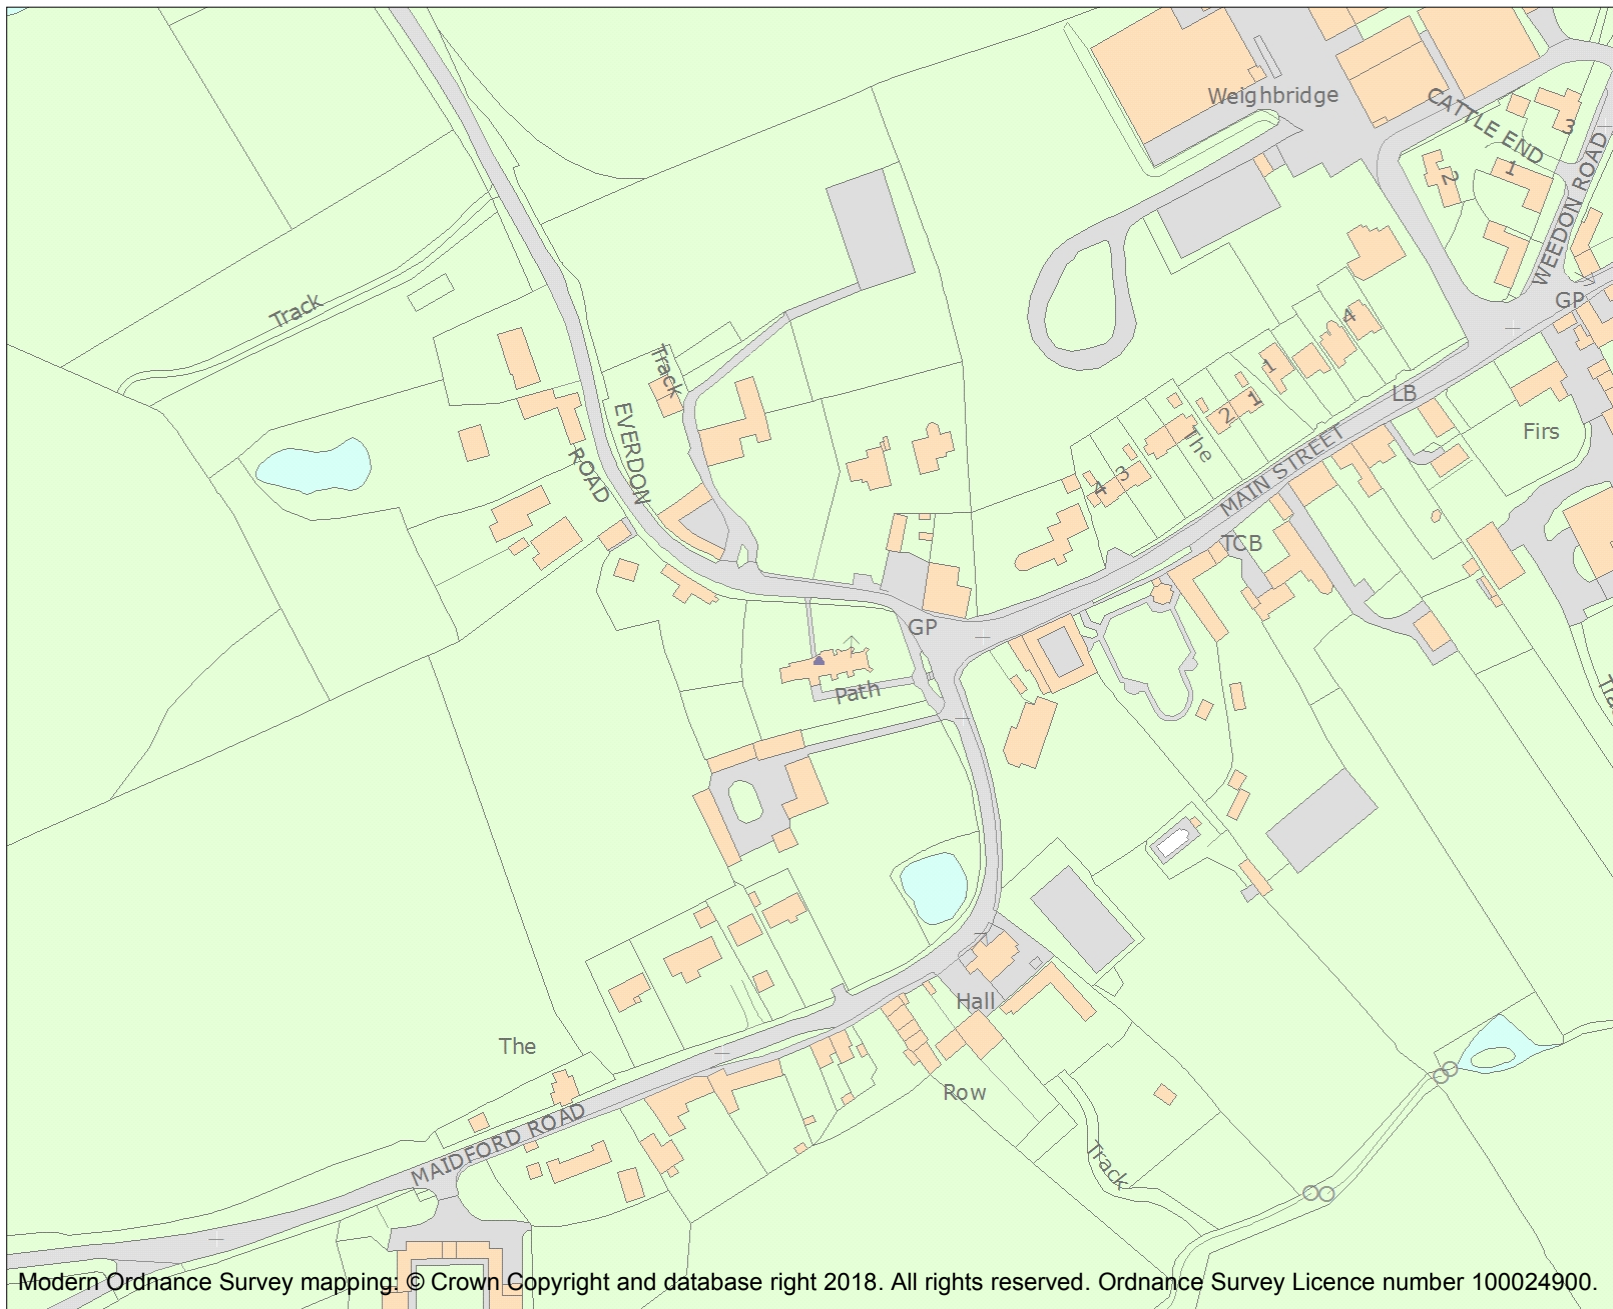 Weighbridge
CATTLE END
3
2
1
WEEDON ROAD
GP
Track
Track
4
1
LB
The
2 1
Firs
EVERDON
ROAD
MAIN STREET
4 3
TCB
GP
Path
Hall
The
Row
MAIDFORD ROAD
Track
Modern Ordnance Survey mapping: © Crown Copyright and database right 2018. All rights reserved. Ordnance Survey Licence number 100024900.